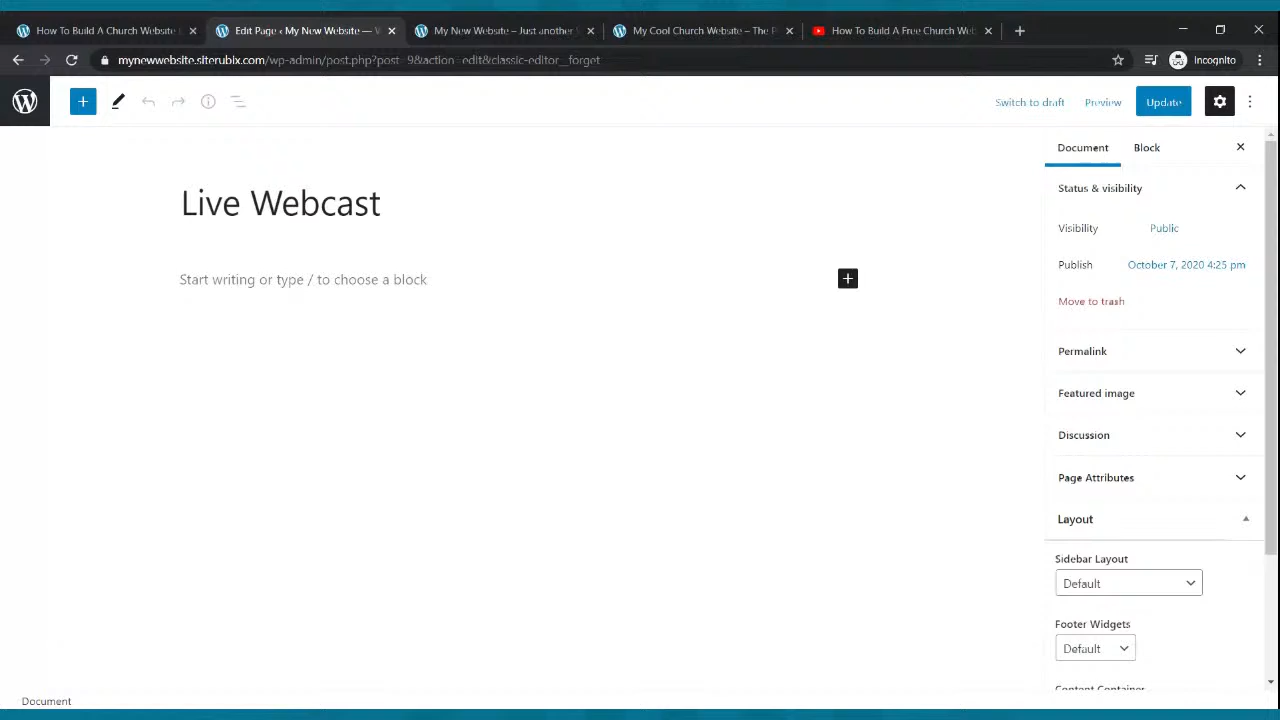 How To Build A Church Website
Edit Page ‹ My New Website —
My New Website – Just another
My Cool Church Website – The
How To Build A Free Church Web
mynewwebsite.siterubix.com/wp-admin/post.php?post=9&action=edit&classic-editor__forget
Incognito
Switch to draft
Preview
Update
Document
Block
Live Webcast
Status & visibility
Visibility
Public
Start writing or type / to choose a block
Publish
October 7, 2020 4:25 pm
Move to trash
Permalink
Featured image
Discussion
Page Attributes
Layout
Sidebar Layout
Default
Footer Widgets
Default
Content Container
Document